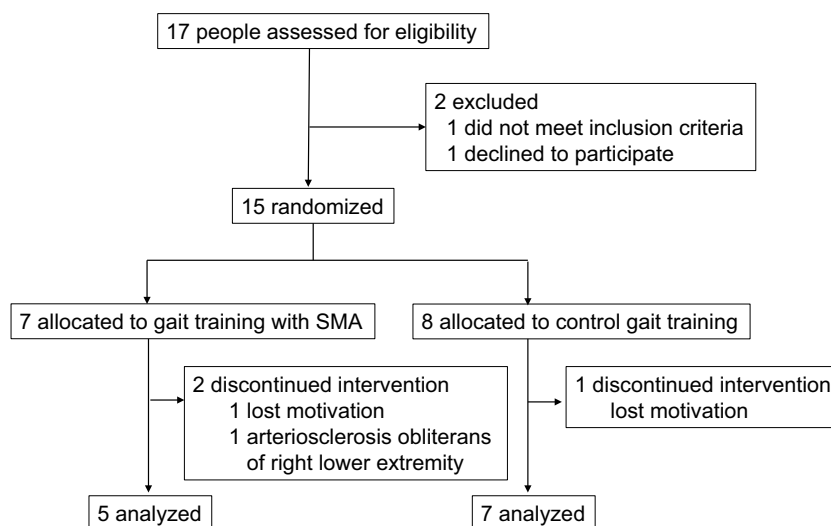 17 people assessed for eligibility
2 excluded
1 did not meet inclusion criteria
1 declined to participate
15 randomized
7 allocated to gait training with SMA
8 allocated to control gait training
2 discontinued intervention
1 lost motivation
1 arteriosclerosis obliterans
of right lower extremity
1 discontinued intervention
lost motivation
5 analyzed
7 analyzed